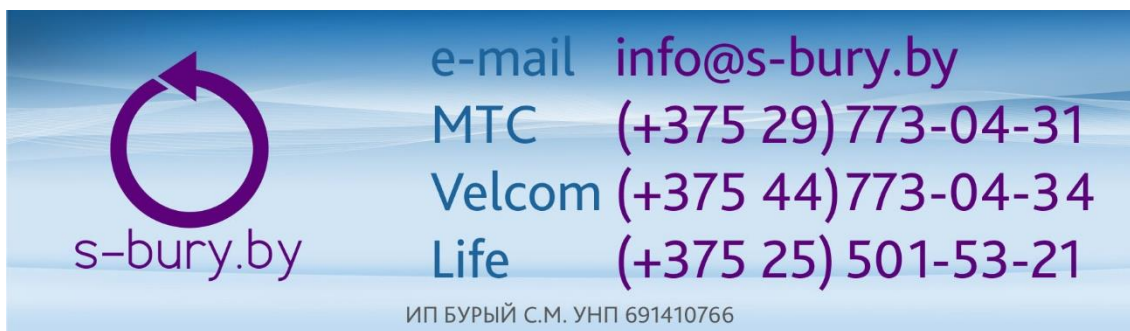 e-mail info@s-bury.by
МТС (+375 29) 773-04-31
Velcom (+375 44) 773-04-34
Life (+375 25) 501-53-21
s-bury.by
ИП БУРЫЙ С.М. УНП 691410766